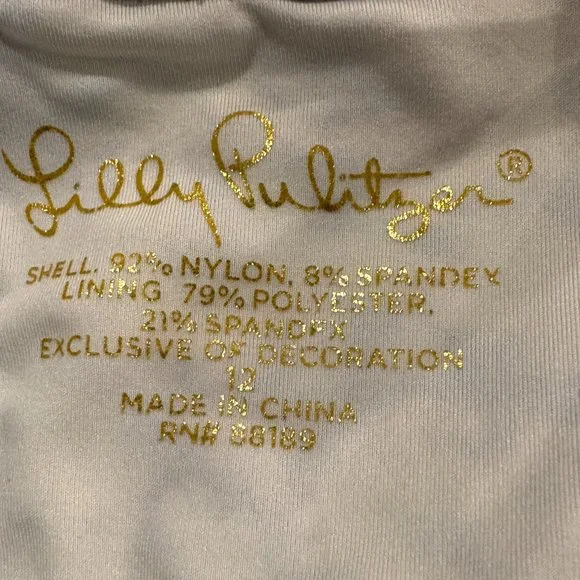 Lilly Pulitzer®
SHELL. 92% NYLON, 8% SPANDEX
LINING 79% POLYESTER,
21% SPANDEX
EXCLUSIVE OF DECORATION
12
MADE IN CHINA
RN# 88189